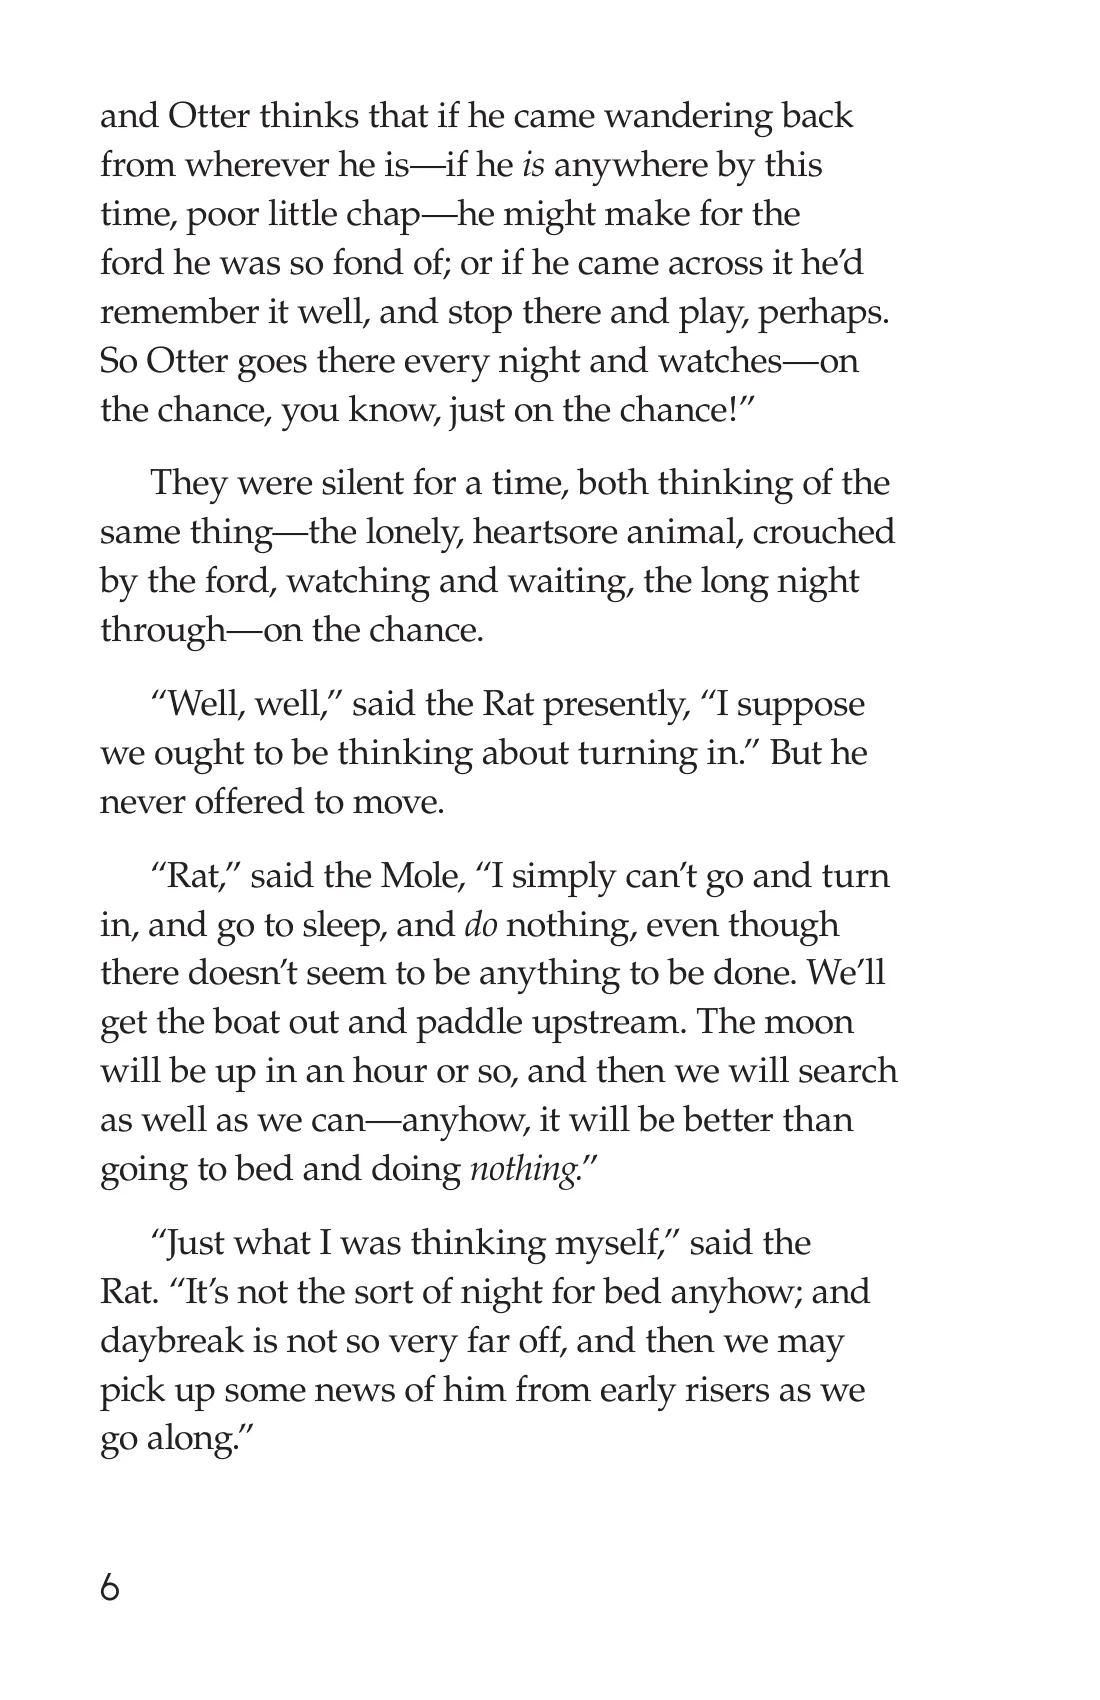 and Otter thinks that if he came wandering back
from wherever he is—if he is anywhere by this
time, poor little chap—he might make for the
ford he was so fond of; or if he came across it he’d
remember it well, and stop there and play, perhaps.
So Otter goes there every night and watches—on
the chance, you know, just on the chance!”
They were silent for a time, both thinking of the
same thing—the lonely, heartsore animal, crouched
by the ford, watching and waiting, the long night
through—on the chance.
“Well, well,” said the Rat presently, “I suppose
we ought to be thinking about turning in.” But he
never offered to move.
“Rat,” said the Mole, “I simply can’t go and turn
in, and go to sleep, and do nothing, even though
there doesn’t seem to be anything to be done. We’ll
get the boat out and paddle upstream. The moon
will be up in an hour or so, and then we will search
as well as we can—anyhow, it will be better than
going to bed and doing nothing.”
“Just what I was thinking myself,” said the
Rat. “It’s not the sort of night for bed anyhow; and
daybreak is not so very far off, and then we may
pick up some news of him from early risers as we
go along.”
6